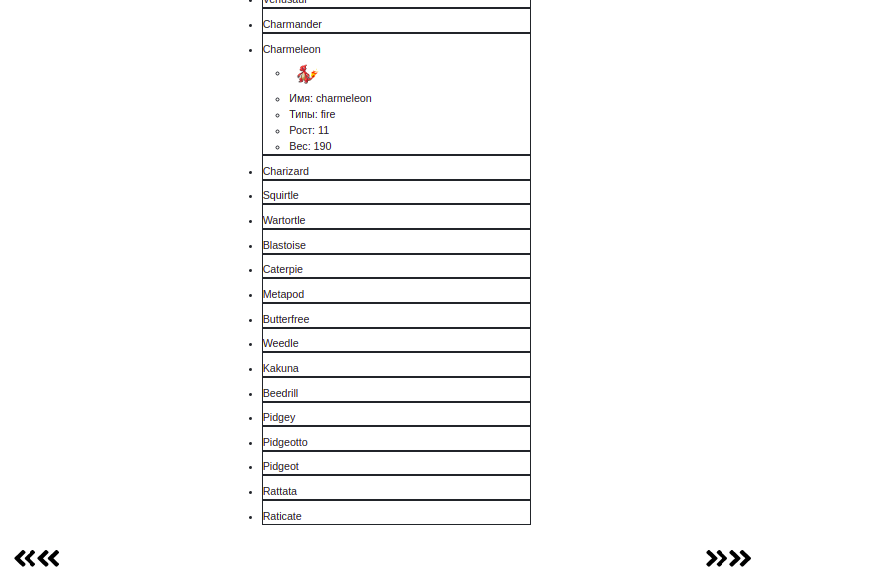 Venusaur
Charmander
Charmeleon
Имя: charmeleon
Типы: fire
Рост: 11
Вес: 190
Charizard
Squirtle
Wartortle
Blastoise
Caterpie
Metapod
Butterfree
Weedle
Kakuna
Beedrill
Pidgey
Pidgeotto
Pidgeot
Rattata
Raticate